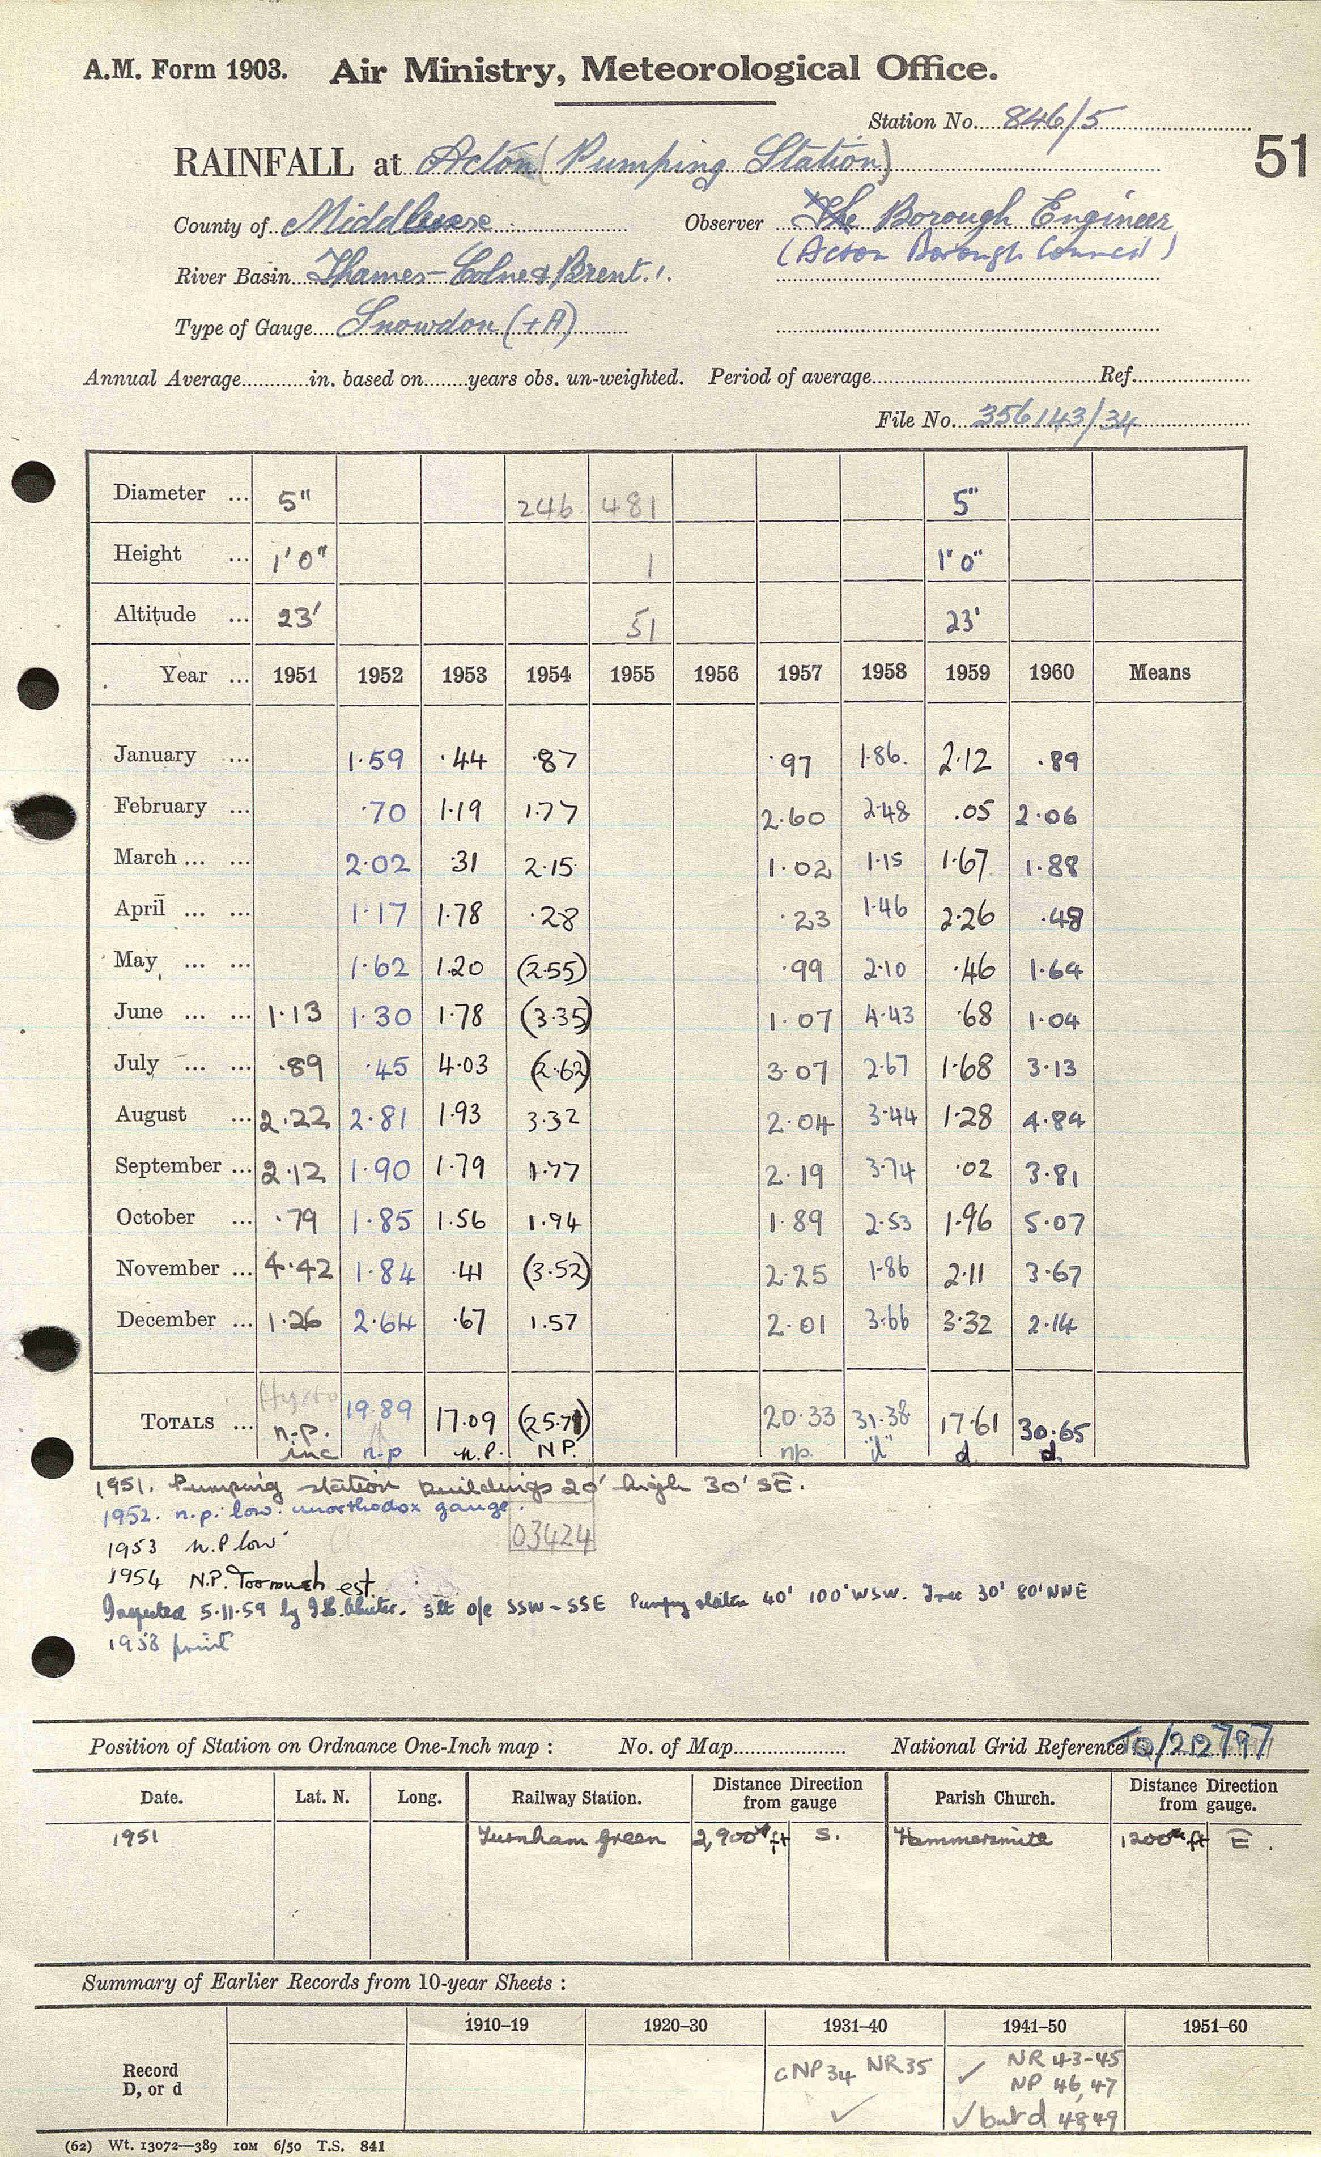 A.M. Form 1903. Air Ministry, Meteorological Office.
Station No. 846/5
51
RAINFALL at Acton (Pumping Station)
County of Middlesex Observer The Borough Engineer
(Acton Borough Council)
River Basin Thames - Colne & Brent.
Type of Gauge Snowdon (+A)
Annual Average in. based on years obs. un-weighted. Period of average Ref.
File No. 356143/34
Diameter ... 5" 246 481 5"
Height ... 1'0" 1 1" 0"
Altitude ... 23' 51 23'
Year ... 1951 1952 1953 1954 1955 1956 1957 1958 1959 1960 Means
January ... 1.59 .44 .87 .97 1.86. 2.12 .89
February ... .70 1.19 1.77 2.60 2.48 .05 2.06
March ... ... 2.02 .31 2.15 1.02 1.15 1.67 1.88
April ... ... 1.17 1.78 .28 .23 1.46 2.26 .48
May ... ... 1.62 1.20 (2.55) .99 2.10 .46 1.64
June ... ... 1.13 1.30 1.78 (3.35) 1.07 4.43 .68 1.04
July ... ... .89 .45 4.03 (2.62) 3.07 2.67 1.68 3.13
August ... 2.22 2.81 1.93 3.32 2.04 3.44 1.28 4.84
September ... 2.12 1.90 1.79 1.77 2.19 3.74 .02 3.81
October ... .79 1.85 1.56 1.94 1.89 2.53 1.96 5.07
November ... 4.42 1.84 .41 (3.52) 2.25 1.86 2.11 3.67
December ... 1.26 2.64 .67 1.57 2.01 3.66 3.32 2.14
TOTALS ... 19.89 17.09 (25.71) 20.33 31.38 17.61 30.65
n.p. inc n.p n.P. N P. np. "d" d d.
1951. Pumping station buildings 20' high 30' SE.
1952. n.p. low. unorthodox gauge.
03424
1953 n.P low
1954 N.P. Too much est.
Inspected 5.11.59 by o/e SSW - SSE Pumping station 40' 100' WSW. Tree 30' 80' NNE
1958 print
Position of Station on Ordnance One-Inch map : No. of Map National Grid Reference TQ/212797
Date. Lat. N. Long. Railway Station. Distance Direction from gauge Parish Church. Distance Direction from gauge.
1951 Turnham Green 2,900 ft S. Hammersmith 1200 ft E.
Summary of Earlier Records from 10-year Sheets :
1910–19 1920–30 1931–40 1941–50 1951–60
Record D, or d
NP 34 NR 35 ✓
✓ NR 43-45
NP 46, 47
✓ but d 48, 49
(62) Wt. 13072—389 10M 6/50 T.S. 841